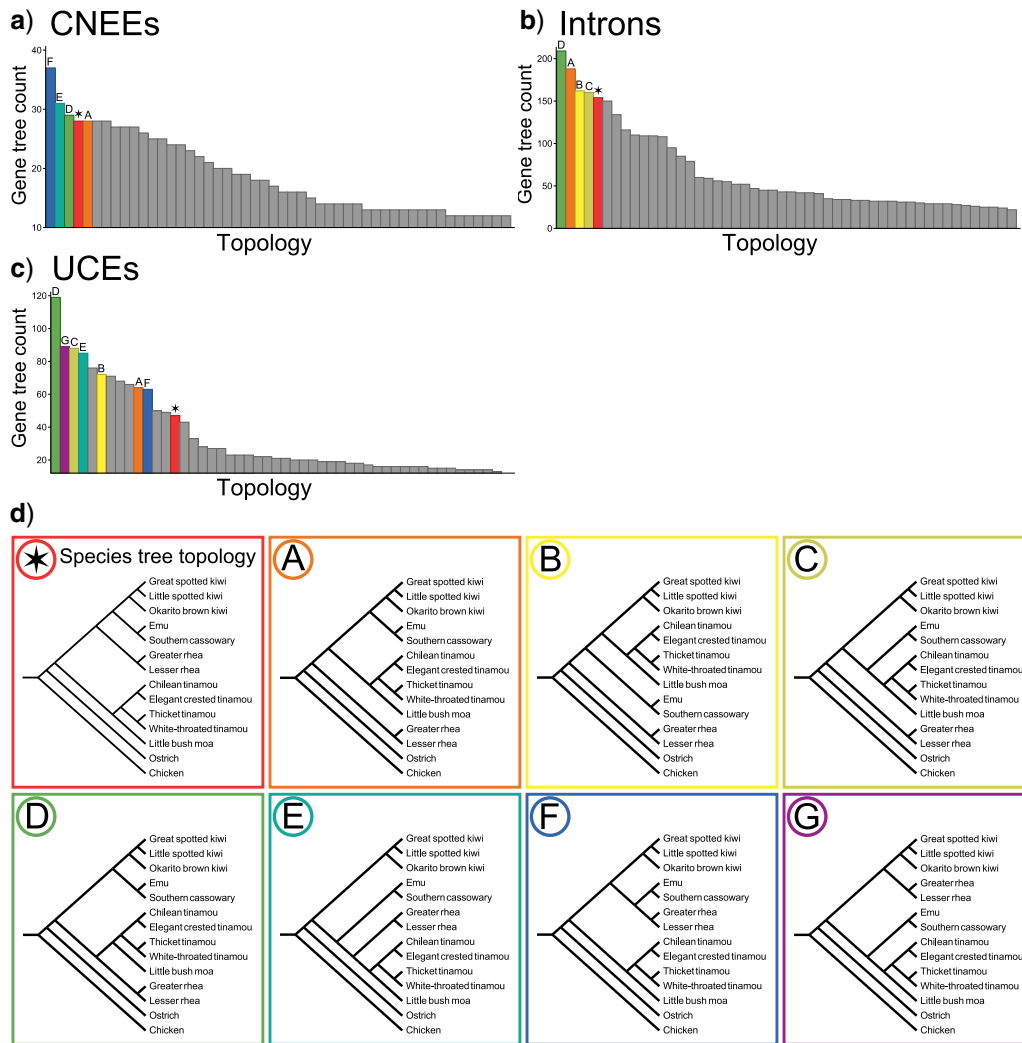 a) CNEEs
Gene tree count
40
30
20
10
F
E
D
✶
A
Topology
b) Introns
Gene tree count
200
150
100
50
0
D
A
B
C
✶
Topology
c) UCEs
Gene tree count
120
100
80
60
40
20
D
G
C
E
B
A
F
✶
Topology
d)
✶ Species tree topology
Great spotted kiwi
Little spotted kiwi
Okarito brown kiwi
Emu
Southern cassowary
Greater rhea
Lesser rhea
Chilean tinamou
Elegant crested tinamou
Thicket tinamou
White-throated tinamou
Little bush moa
Ostrich
Chicken
A
Great spotted kiwi
Little spotted kiwi
Okarito brown kiwi
Emu
Southern cassowary
Chilean tinamou
Elegant crested tinamou
Thicket tinamou
White-throated tinamou
Little bush moa
Greater rhea
Lesser rhea
Ostrich
Chicken
B
Great spotted kiwi
Little spotted kiwi
Okarito brown kiwi
Chilean tinamou
Elegant crested tinamou
Thicket tinamou
White-throated tinamou
Little bush moa
Emu
Southern cassowary
Greater rhea
Lesser rhea
Ostrich
Chicken
C
Great spotted kiwi
Little spotted kiwi
Okarito brown kiwi
Emu
Southern cassowary
Chilean tinamou
Elegant crested tinamou
Thicket tinamou
White-throated tinamou
Little bush moa
Greater rhea
Lesser rhea
Ostrich
Chicken
D
Great spotted kiwi
Little spotted kiwi
Okarito brown kiwi
Emu
Southern cassowary
Chilean tinamou
Elegant crested tinamou
Thicket tinamou
White-throated tinamou
Little bush moa
Greater rhea
Lesser rhea
Ostrich
Chicken
E
Great spotted kiwi
Little spotted kiwi
Okarito brown kiwi
Emu
Southern cassowary
Greater rhea
Lesser rhea
Chilean tinamou
Elegant crested tinamou
Thicket tinamou
White-throated tinamou
Little bush moa
Ostrich
Chicken
F
Great spotted kiwi
Little spotted kiwi
Okarito brown kiwi
Emu
Southern cassowary
Greater rhea
Lesser rhea
Chilean tinamou
Elegant crested tinamou
Thicket tinamou
White-throated tinamou
Little bush moa
Ostrich
Chicken
G
Great spotted kiwi
Little spotted kiwi
Okarito brown kiwi
Greater rhea
Lesser rhea
Emu
Southern cassowary
Chilean tinamou
Elegant crested tinamou
Thicket tinamou
White-throated tinamou
Little bush moa
Ostrich
Chicken